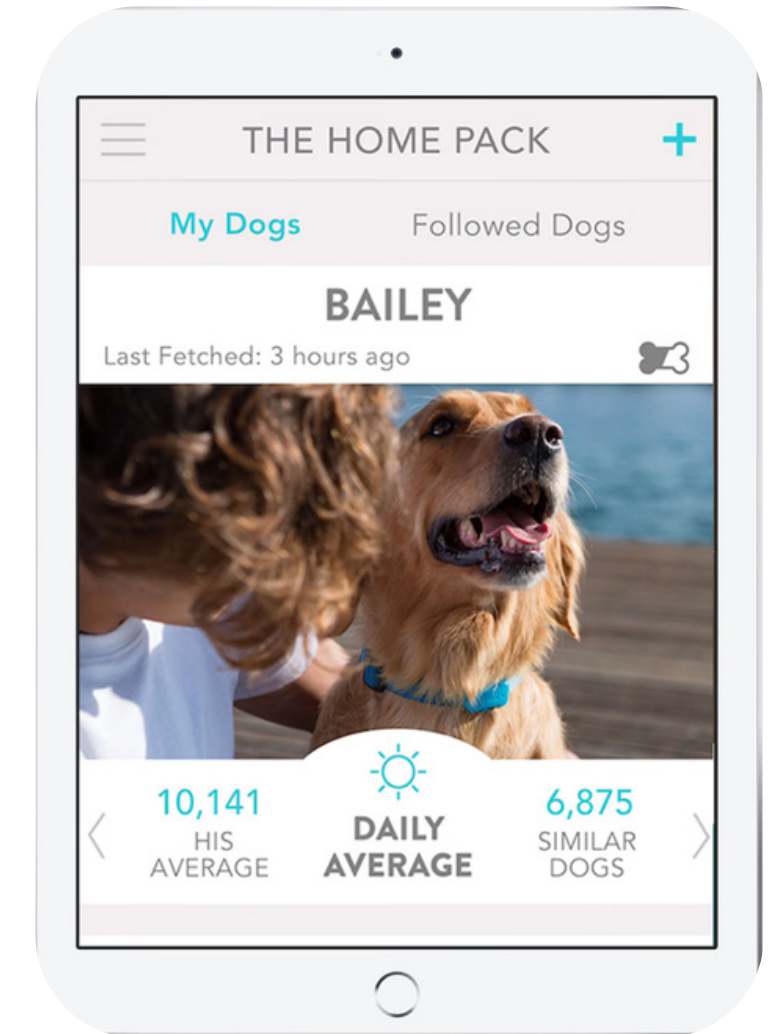 THE HOME PACK
My Dogs Followed Dogs
BAILEY
Last Fetched: 3 hours ago
10,141
HIS
AVERAGE
DAILY
AVERAGE
6,875
SIMILAR
DOGS